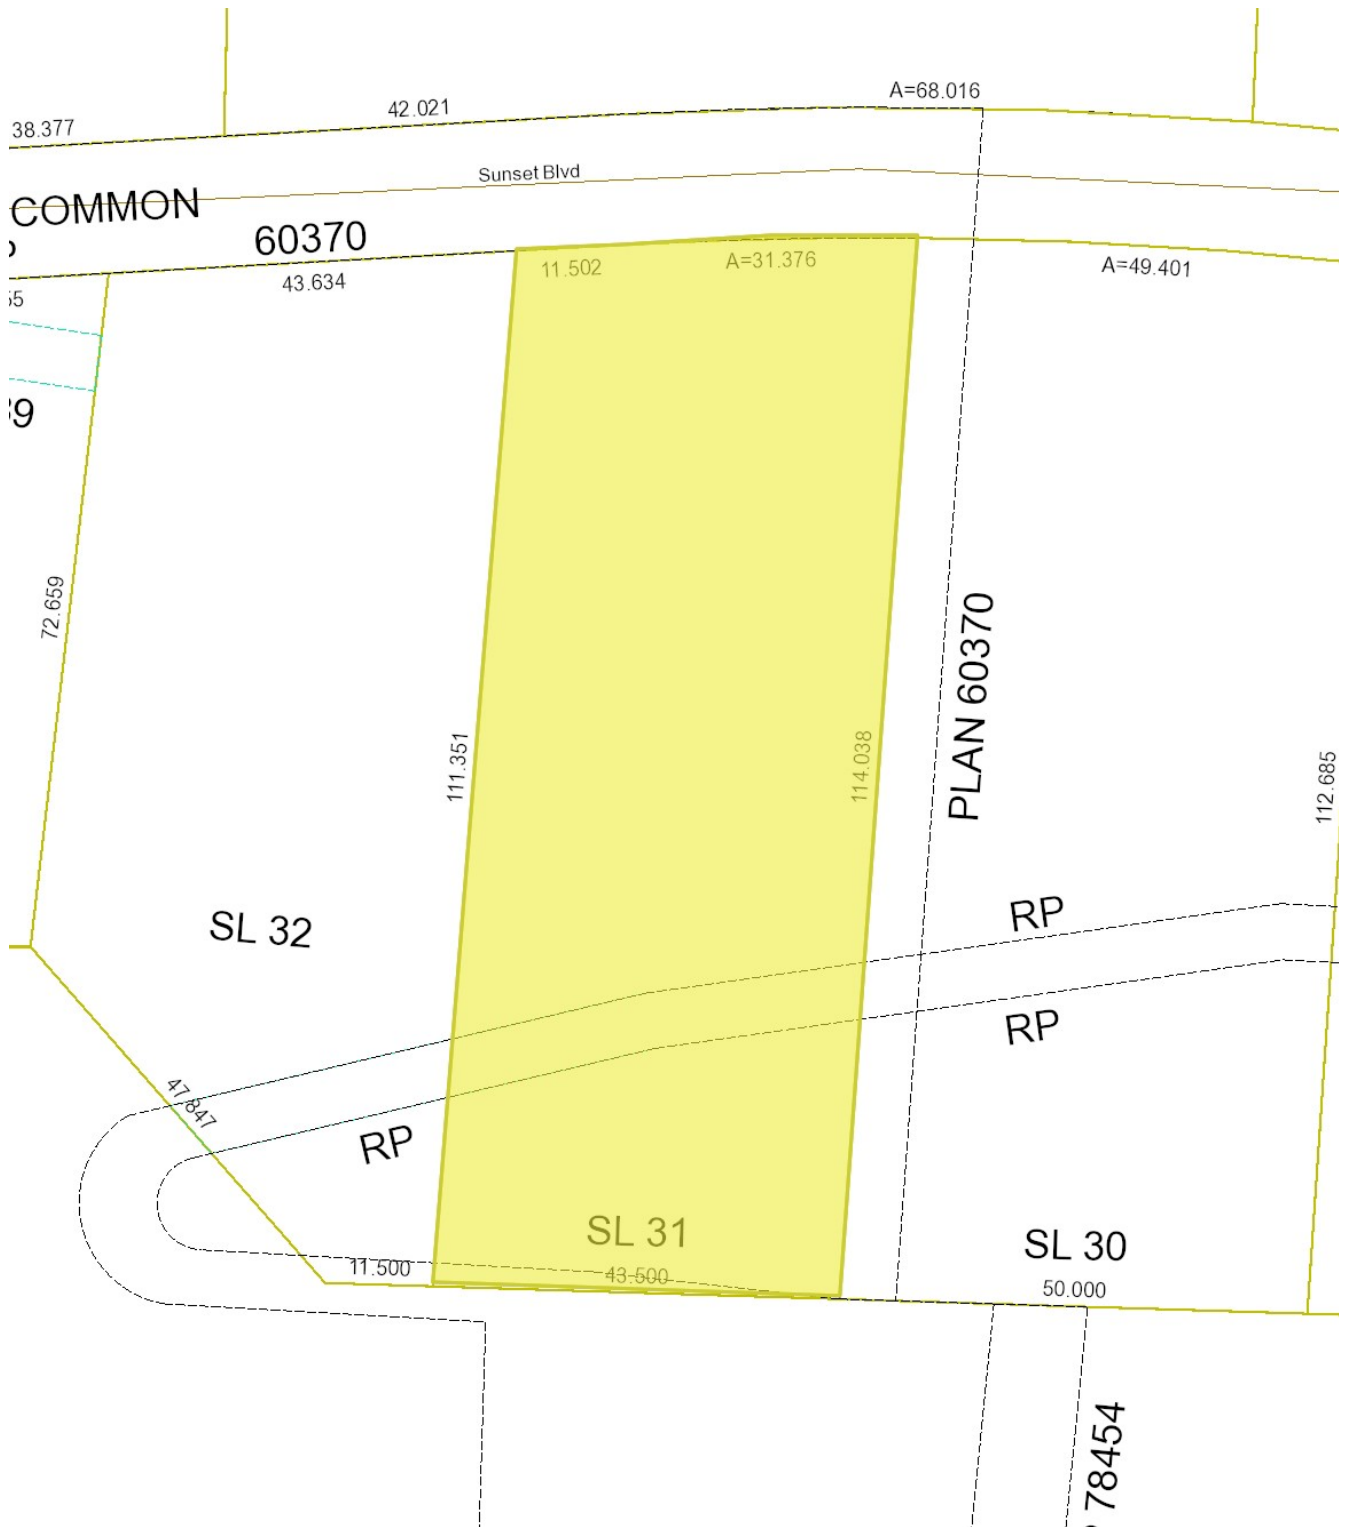 A=68.016
42.021
38.377
Sunset Blvd
COMMON
60370
11.502
A=31.376
A=49.401
43.634
72.659
111.351
114.038
PLAN 60370
112.685
SL 32
RP
RP
47.847
RP
SL 31
SL 30
11.500
43.500
50.000
78454